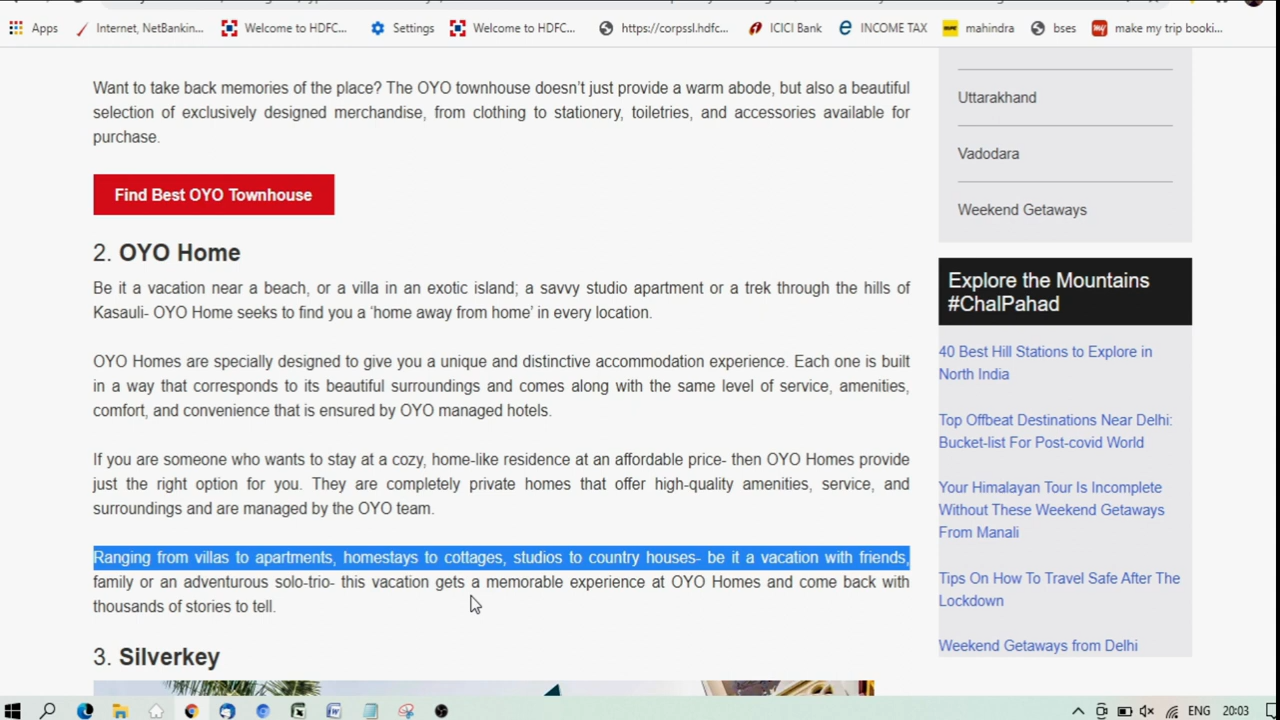 Apps
Internet, NetBankin...
Welcome to HDFC...
Settings
Welcome to HDFC...
https://corpssl.hdfc...
ICICI Bank
INCOME TAX
mahindra
bses
make my trip booki...
Want to take back memories of the place? The OYO townhouse doesn't just provide a warm abode, but also a beautiful
selection of exclusively designed merchandise, from clothing to stationery, toiletries, and accessories available for
purchase.
Find Best OYO Townhouse
2. OYO Home
Be it a vacation near a beach, or a villa in an exotic island; a savvy studio apartment or a trek through the hills of
Kasauli- OYO Home seeks to find you a 'home away from home' in every location.
OYO Homes are specially designed to give you a unique and distinctive accommodation experience. Each one is built
in a way that corresponds to its beautiful surroundings and comes along with the same level of service, amenities,
comfort, and convenience that is ensured by OYO managed hotels.
If you are someone who wants to stay at a cozy, home-like residence at an affordable price- then OYO Homes provide
just the right option for you. They are completely private homes that offer high-quality amenities, service, and
surroundings and are managed by the OYO team.
Ranging from villas to apartments, homestays to cottages, studios to country houses- be it a vacation with friends,
family or an adventurous solo-trio- this vacation gets a memorable experience at OYO Homes and come back with
thousands of stories to tell.
3. Silverkey
Uttarakhand
Vadodara
Weekend Getaways
Explore the Mountains
#ChalPahad
40 Best Hill Stations to Explore in
North India
Top Offbeat Destinations Near Delhi:
Bucket-list For Post-covid World
Your Himalayan Tour Is Incomplete
Without These Weekend Getaways
From Manali
Tips On How To Travel Safe After The
Lockdown
Weekend Getaways from Delhi
ENG
20:03